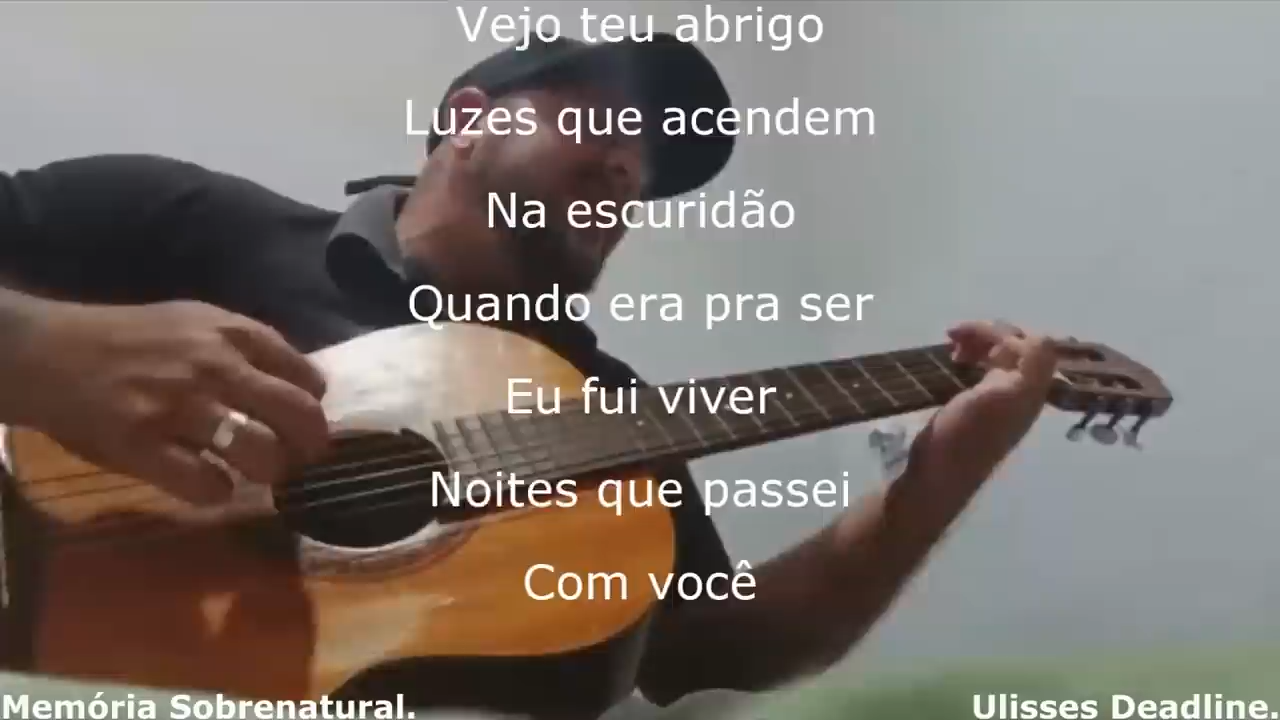 Vejo teu abrigo
Luzes que acendem
Na escuridão
Quando era pra ser
Eu fui viver
Noites que passei
Com você
Memória Sobrenatural.
Ulisses Deadline.